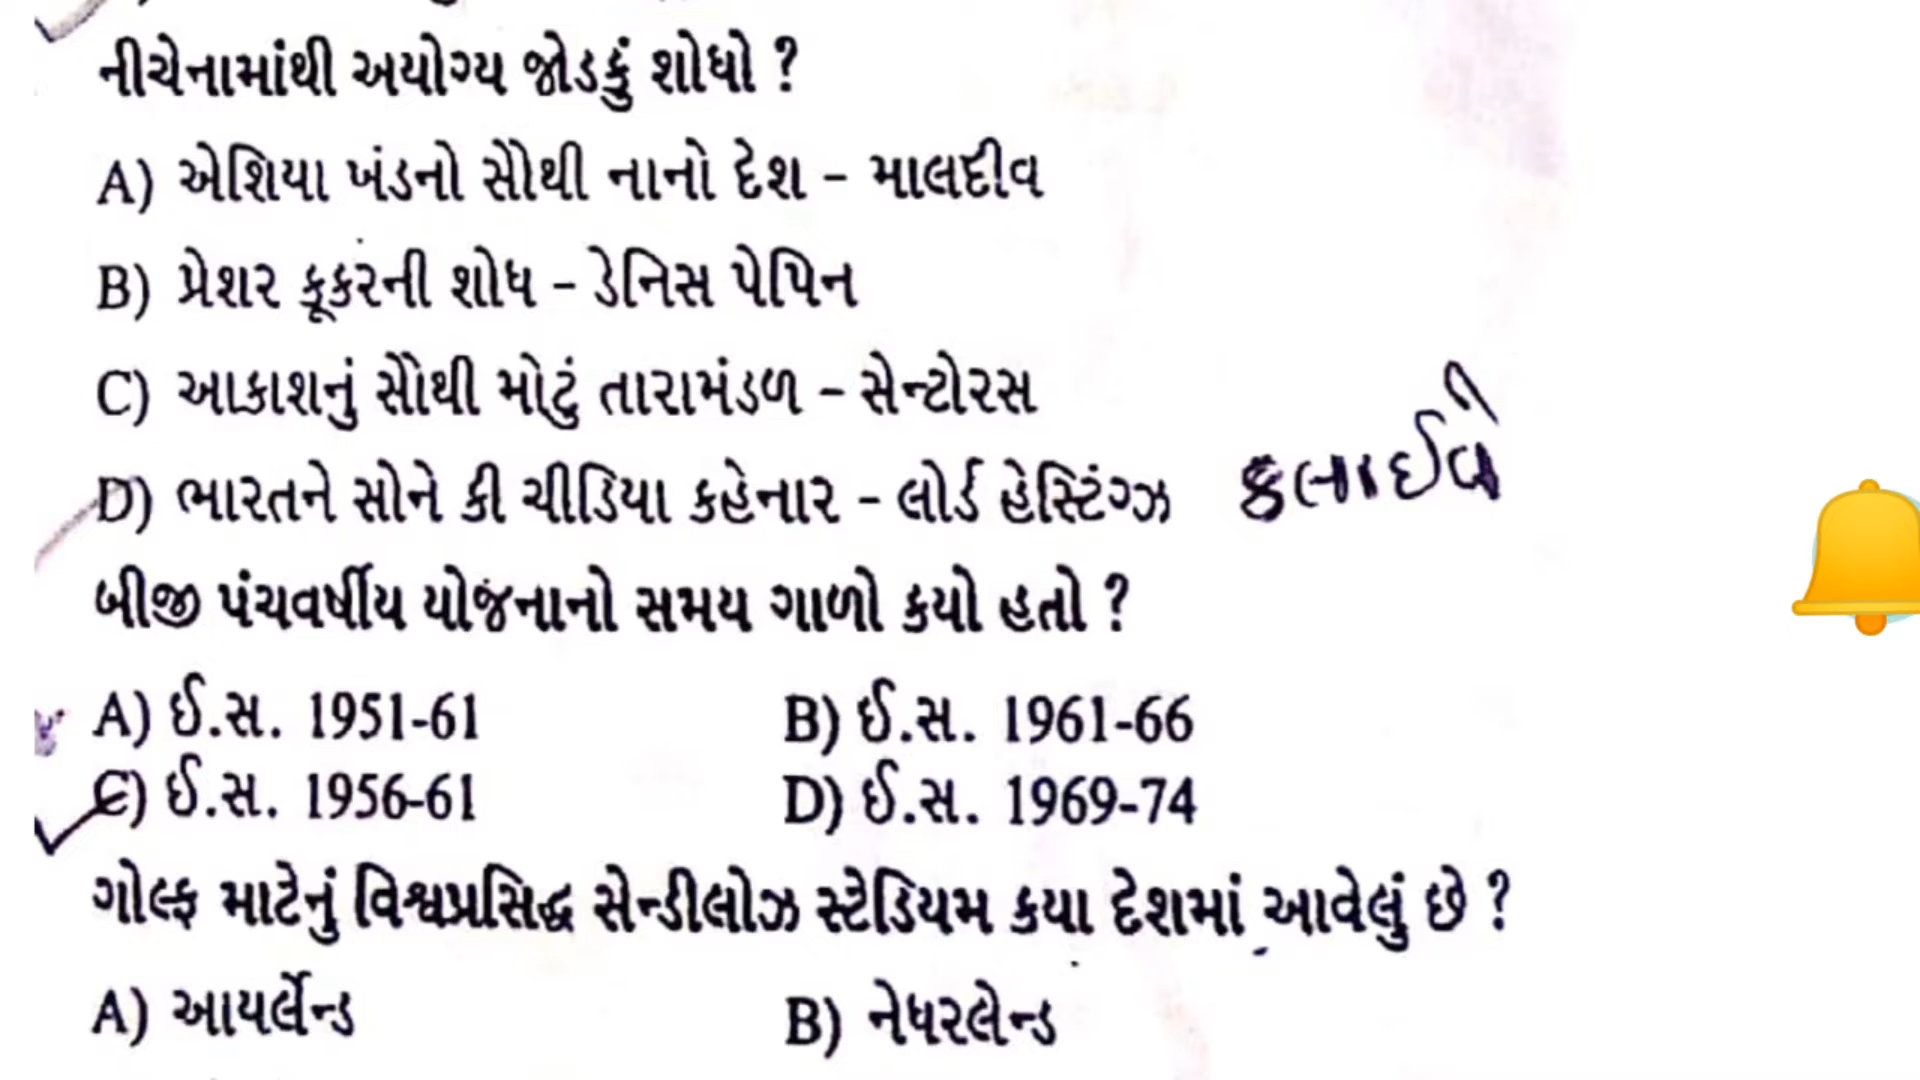 નીચેનામાંથી અયોગ્ય જોડકું શોધો ?
A) એશિયા ખંડનો સૌથી નાનો દેશ - માલદીવ
B) પ્રેશર કૂકરની શોધ - ડેનિસ પેપિન
C) આકાશનું સૌથી મોટું તારામંડળ - સેન્ટોરસ
D) ભારતને સોને કી ચીડિયા કહેનાર - લોર્ડ હેસ્ટિંગ્ઝ ક્લાઈવ
બીજી પંચવર્ષીય યોજનાનો સમય ગાળો કયો હતો ?
A) ઈ.સ. 1951-61 B) ઈ.સ. 1961-66
C) ઈ.સ. 1956-61 D) ઈ.સ. 1969-74
ગોલ્ફ માટેનું વિશ્વપ્રસિદ્ધ સેન્ડીલોઝ સ્ટેડિયમ કયા દેશમાં આવેલું છે ?
A) આયર્લેન્ડ B) નેધરલેન્ડ